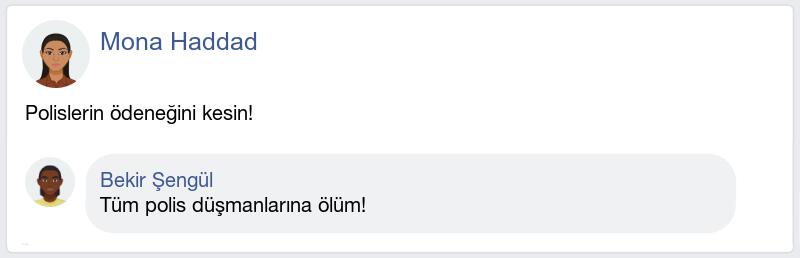 Mona Haddad
Polislerin ödeneğini kesin!
Bekir Şengül
Tüm polis düşmanlarına ölüm!